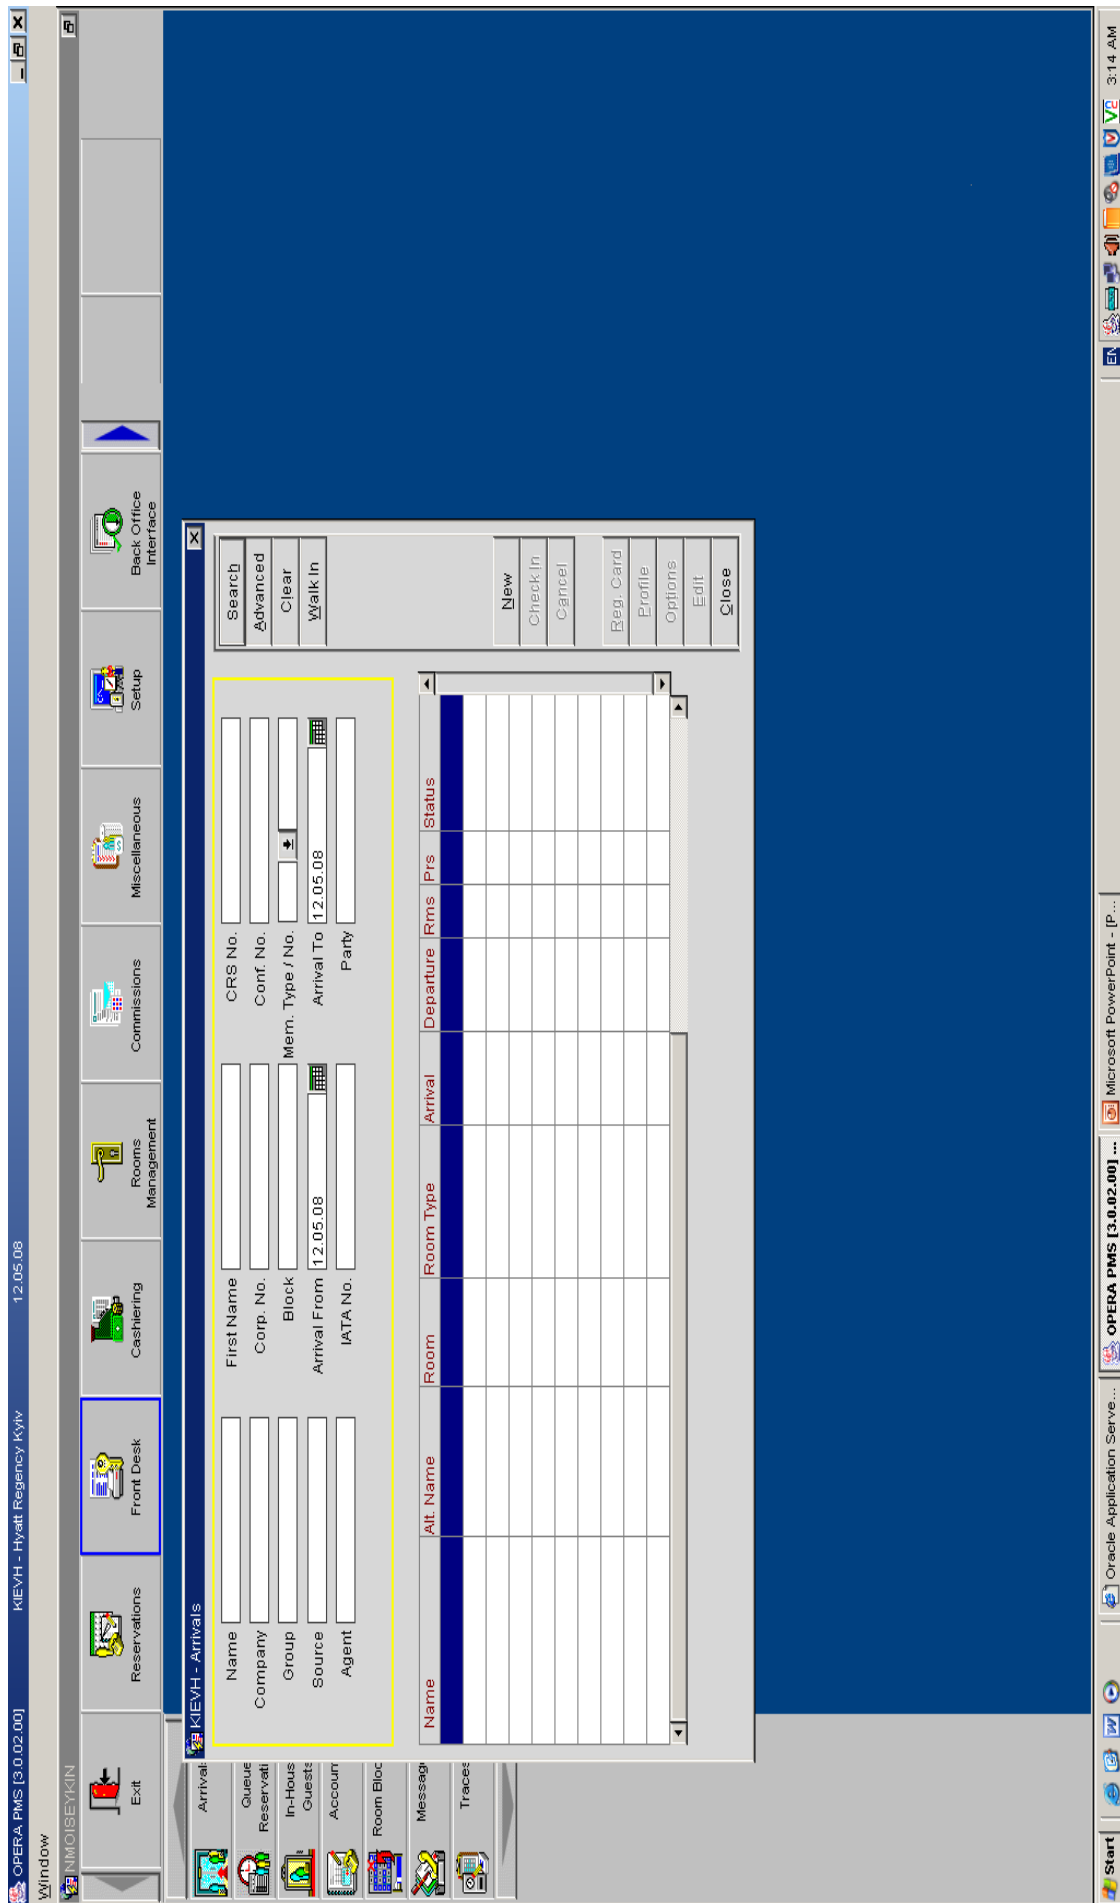 OPERA PMS [3.0.02.00] KIEVH - Hyatt Regency Kyiv 12.05.08
Window
NMOISEYKIN
Exit Reservations Front Desk Cashiering Rooms Management Commissions Miscellaneous Setup Back Office Interface
Arrival
Queue
Reservati
In-Hous
Guests
Accoun
Room Bloc
Messag
Traces
KIEVH - Arrivals
Name First Name CRS No. Search
Company Corp. No. Conf. No. Advanced
Group Block Mem. Type / No. Clear
Source Arrival From 12.05.08 Arrival To 12.05.08 Walk In
Agent IATA No. Party
Name Alt. Name Room Room Type Arrival Departure Rms Prs Status
New
Check In
Cancel
Reg. Card
Profile
Options
Edit
Close
Start Oracle Application Serve... OPERA PMS [3.0.02.00] ... Microsoft PowerPoint - [P... EN 3:14 AM